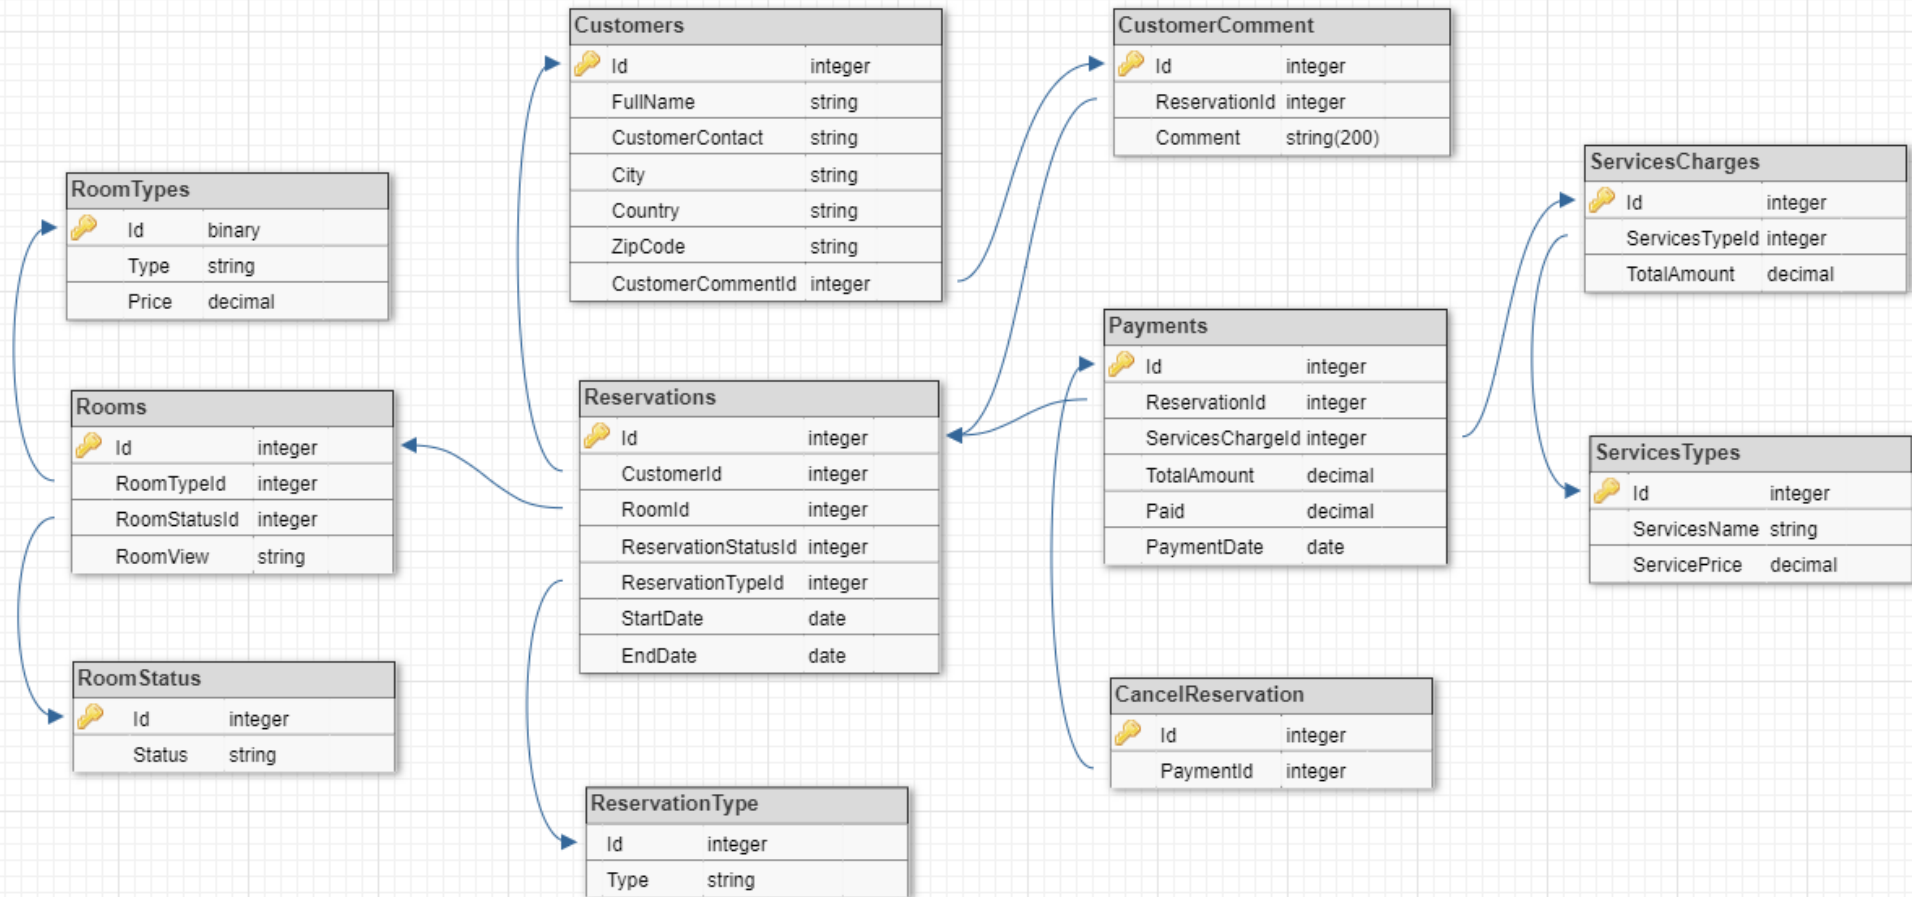 Customers
Id integer
FullName string
CustomerContact string
City string
Country string
ZipCode string
CustomerCommentId integer
CustomerComment
Id integer
ReservationId integer
Comment string(200)
ServicesCharges
Id integer
ServicesTypeId integer
TotalAmount decimal
RoomTypes
Id binary
Type string
Price decimal
Payments
Id integer
ReservationId integer
ServicesChargeId integer
TotalAmount decimal
Paid decimal
PaymentDate date
Rooms
Id integer
RoomTypeId integer
RoomStatusId integer
RoomView string
Reservations
Id integer
CustomerId integer
RoomId integer
ReservationStatusId integer
ReservationTypeId integer
StartDate date
EndDate date
ServicesTypes
Id integer
ServicesName string
ServicePrice decimal
RoomStatus
Id integer
Status string
CancelReservation
Id integer
PaymentId integer
ReservationType
Id integer
Type string